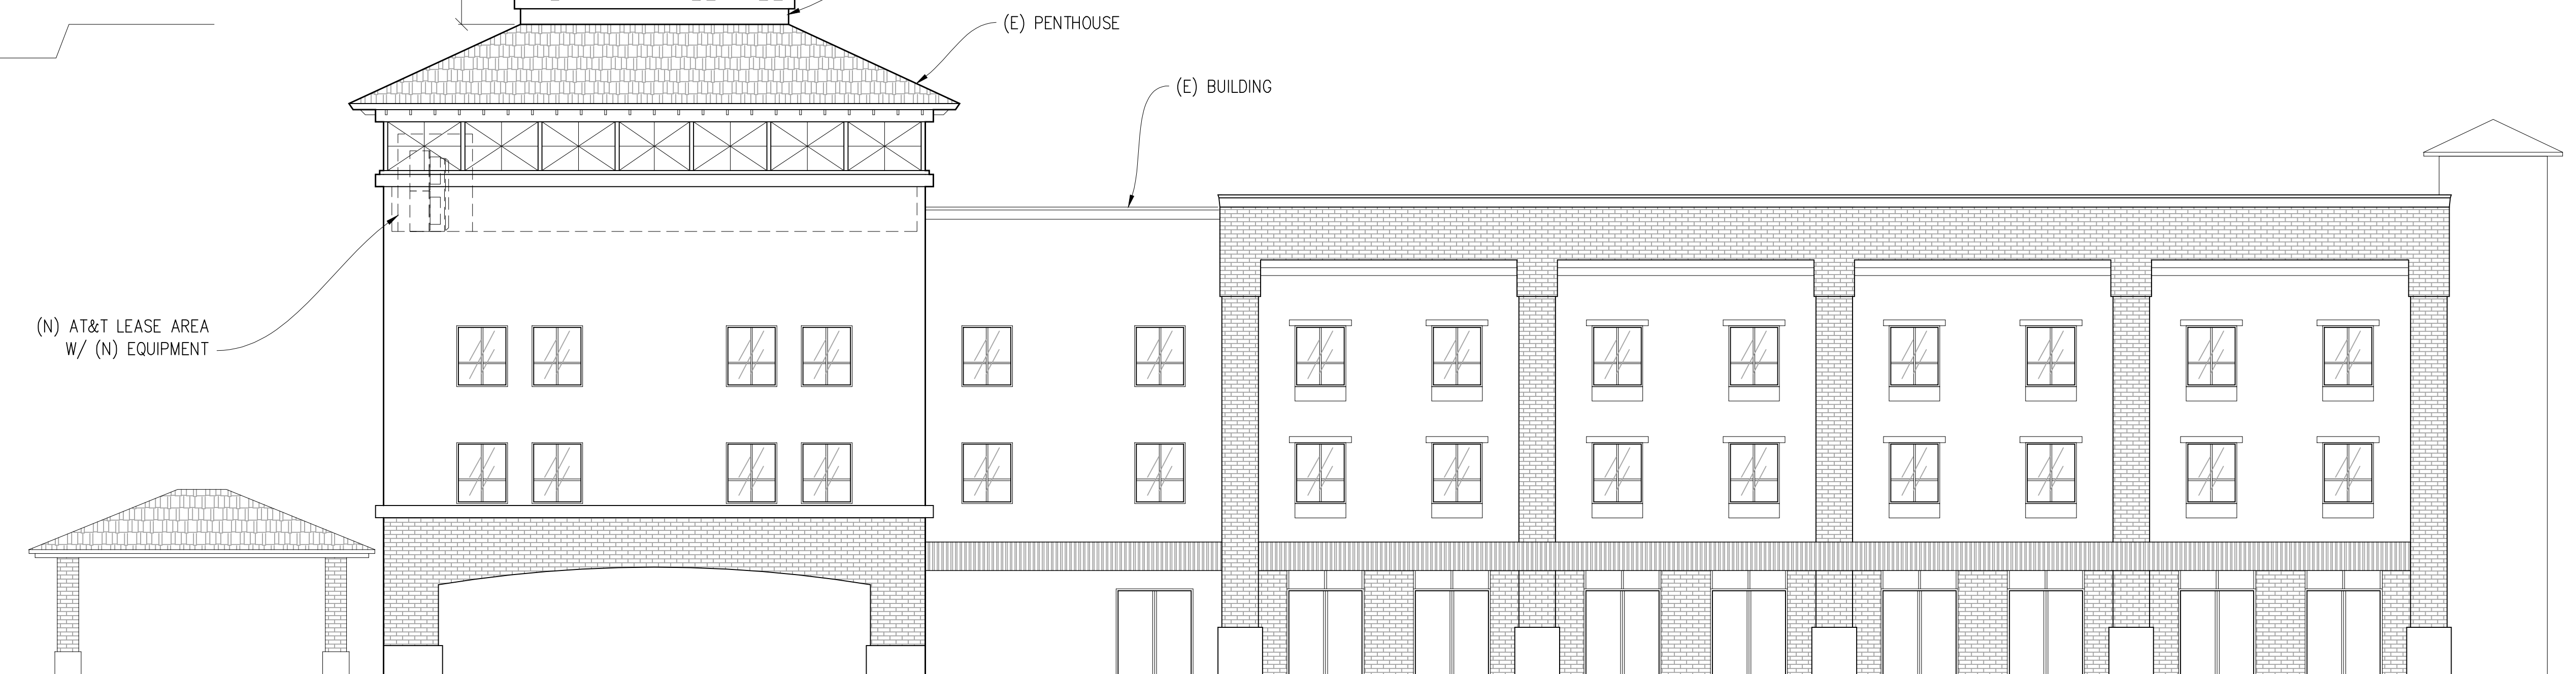 (E) PENTHOUSE
(E) BUILDING
(N) AT&T LEASE AREA
W/ (N) EQUIPMENT